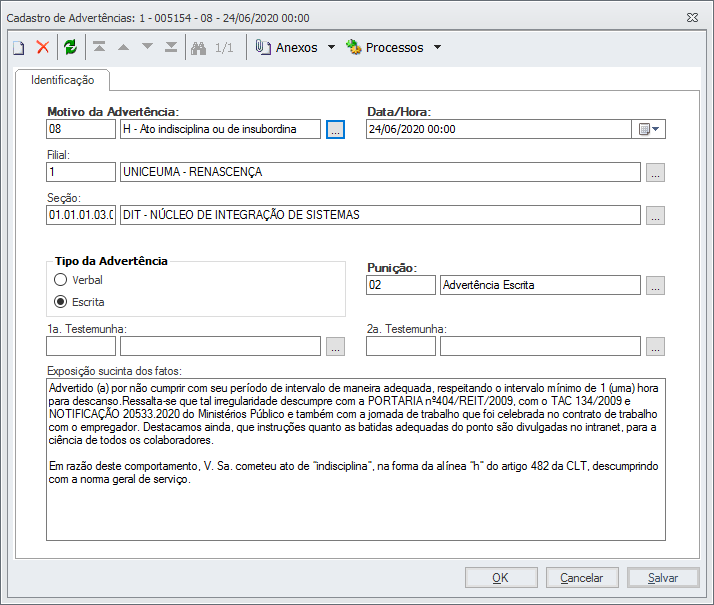 Cadastro de Advertências: 1 - 005154 - 08 - 24/06/2020 00:00
1/1 Anexos Processos
Identificação
Motivo da Advertência: Data/Hora:
08 H - Ato indisciplina ou de insubordina ... 24/06/2020 00:00
Filial:
1 UNICEUMA - RENASCENÇA ...
Seção:
01.01.01.03.0 DIT - NÚCLEO DE INTEGRAÇÃO DE SISTEMAS ...
Tipo da Advertência Punição:
Verbal
02 Advertência Escrita ...
Escrita
1a. Testemunha: 2a. Testemunha:
... ...
Exposição sucinta dos fatos:
Advertido (a) por não cumprir com seu período de intervalo de maneira adequada, respeitando o intervalo mínimo de 1 (uma) hora
para descanso.Ressalta-se que tal irregularidade descumpre com a PORTARIA nº404/REIT/2009, com o TAC 134/2009 e
NOTIFICAÇÃO 20533.2020 do Ministérios Público e também com a jornada de trabalho que foi celebrada no contrato de trabalho
com o empregador. Destacamos ainda, que instruções quanto as batidas adequadas do ponto são divulgadas no intranet, para a
ciência de todos os colaboradores.
Em razão deste comportamento, V. Sa. cometeu ato de "indisciplina", na forma da alínea "h" do artigo 482 da CLT, descumprindo
com a norma geral de serviço.
OK Cancelar Salvar